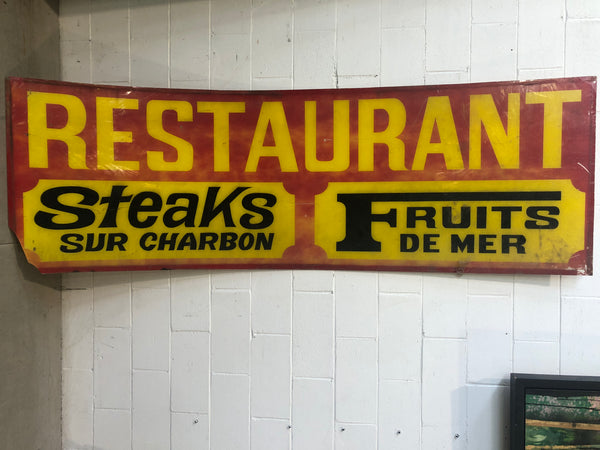 RESTAURANT
Steaks
SUR CHARBON
FRUITS
DE MER